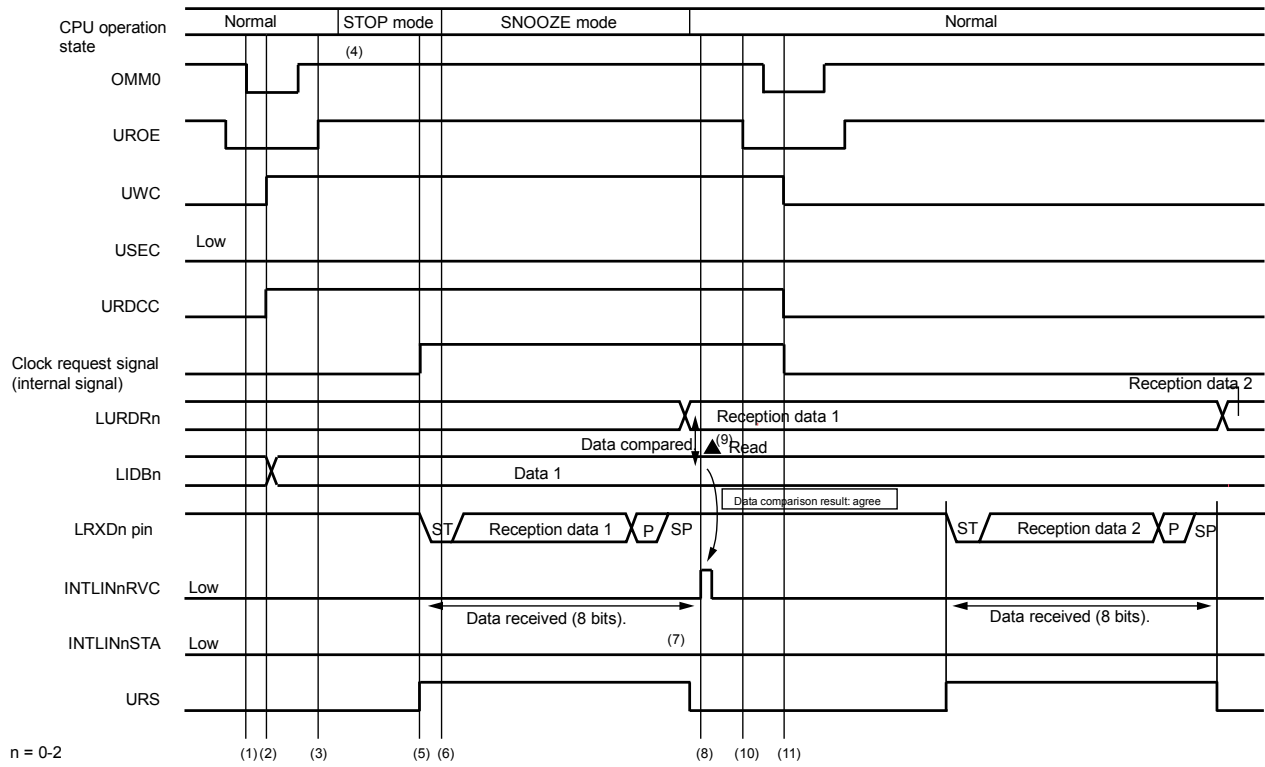 CPU operation
state
Normal
STOP mode
SNOOZE mode
Normal
(4)
OMM0
UROE
UWC
USEC
Low
URDCC
Clock request signal
(internal signal)
Reception data 2
LURDRn
Reception data 1
Data compared
(9)
Read
LIDBn
Data 1
Data comparison result: agree
LRXDn pin
ST
Reception data 1
P
SP
ST
Reception data 2
P
SP
INTLINnRVC
Low
Data received (8 bits).
Data received (8 bits).
INTLINnSTA
Low
(7)
URS
n = 0-2
(1)
(2)
(3)
(5)
(6)
(8)
(10)
(11)